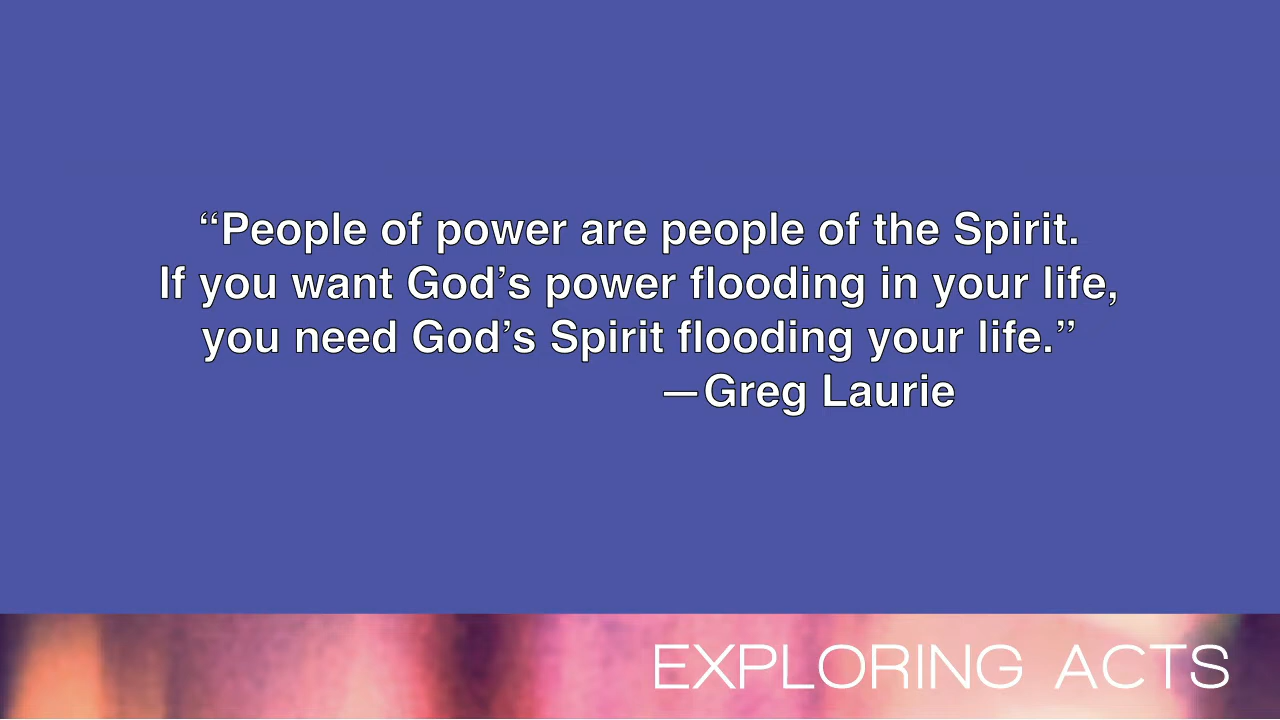 “People of power are people of the Spirit.
If you want God’s power flooding in your life,
you need God’s Spirit flooding your life.”
—Greg Laurie
EXPLORING ACTS